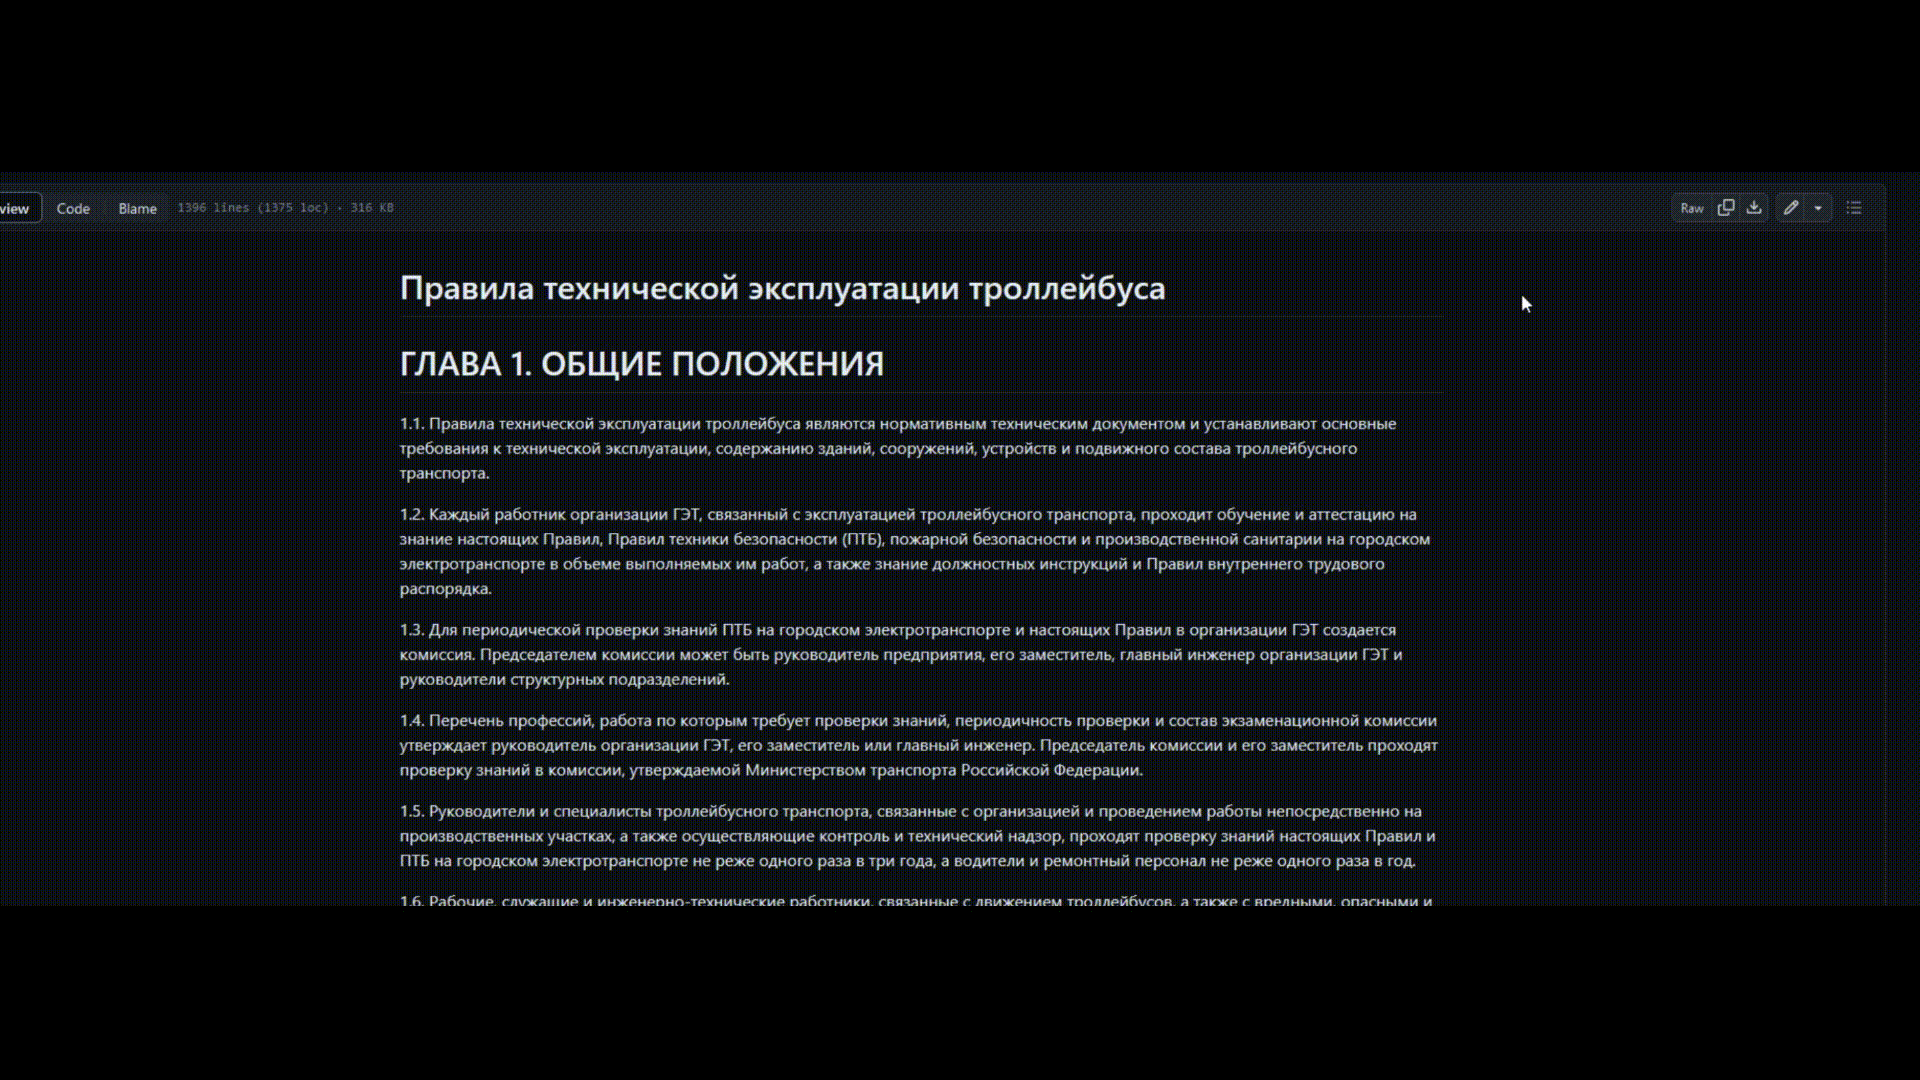 view Code Blame 1396 lines (1375 loc) · 316 KB Raw
Правила технической эксплуатации троллейбуса
ГЛАВА 1. ОБЩИЕ ПОЛОЖЕНИЯ
1.1. Правила технической эксплуатации троллейбуса являются нормативным техническим документом и устанавливают основные
требования к технической эксплуатации, содержанию зданий, сооружений, устройств и подвижного состава троллейбусного
транспорта.
1.2. Каждый работник организации ГЭТ, связанный с эксплуатацией троллейбусного транспорта, проходит обучение и аттестацию на
знание настоящих Правил, Правил техники безопасности (ПТБ), пожарной безопасности и производственной санитарии на городском
электротранспорте в объеме выполняемых им работ, а также знание должностных инструкций и Правил внутреннего трудового
распорядка.
1.3. Для периодической проверки знаний ПТБ на городском электротранспорте и настоящих Правил в организации ГЭТ создается
комиссия. Председателем комиссии может быть руководитель предприятия, его заместитель, главный инженер организации ГЭТ и
руководители структурных подразделений.
1.4. Перечень профессий, работа по которым требует проверки знаний, периодичность проверки и состав экзаменационной комиссии
утверждает руководитель организации ГЭТ, его заместитель или главный инженер. Председатель комиссии и его заместитель проходят
проверку знаний в комиссии, утверждаемой Министерством транспорта Российской Федерации.
1.5. Руководители и специалисты троллейбусного транспорта, связанные с организацией и проведением работы непосредственно на
производственных участках, а также осуществляющие контроль и технический надзор, проходят проверку знаний настоящих Правил и
ПТБ на городском электротранспорте не реже одного раза в три года, а водители и ремонтный персонал не реже одного раза в год.
1.6. Рабочие, служащие и инженерно-технические работники, связанные с движением троллейбусов, а также с вредными, опасными и